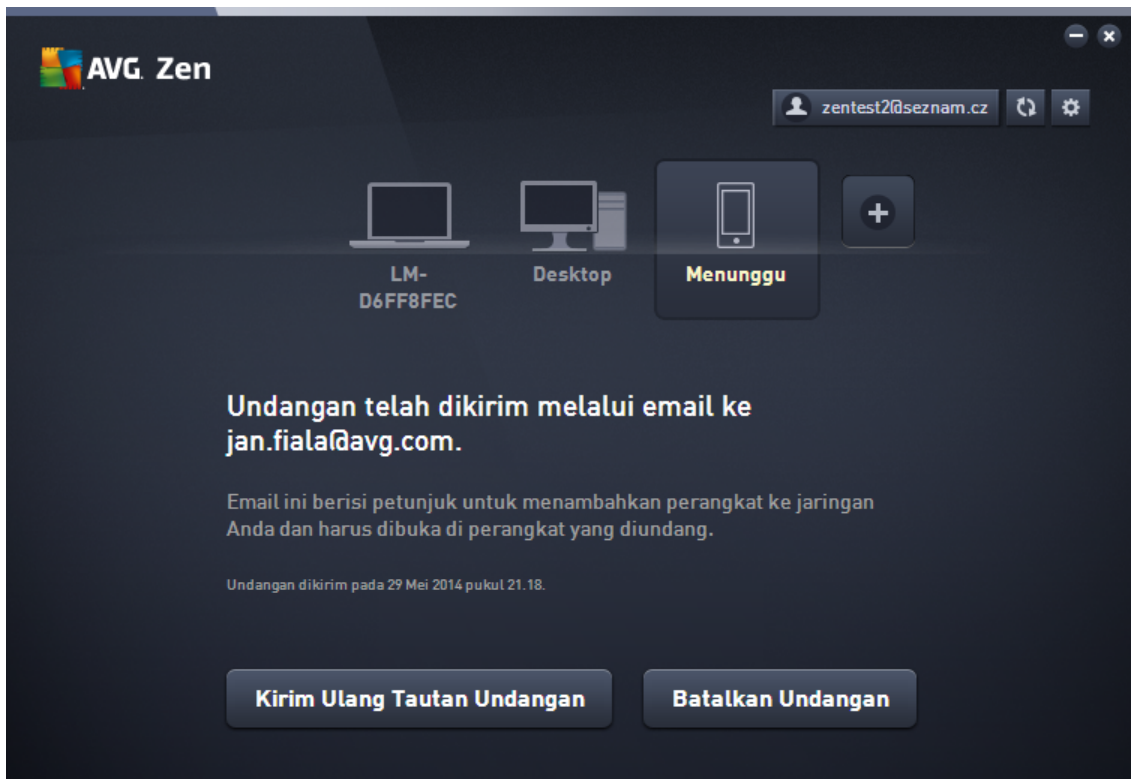 AVG. Zen
zentest2@seznam.cz
LM-
D6FF8FEC
Desktop
Menunggu
Undangan telah dikirim melalui email ke
jan.fiala@avg.com.
Email ini berisi petunjuk untuk menambahkan perangkat ke jaringan
Anda dan harus dibuka di perangkat yang diundang.
Undangan dikirim pada 29 Mei 2014 pukul 21.18.
Kirim Ulang Tautan Undangan
Batalkan Undangan